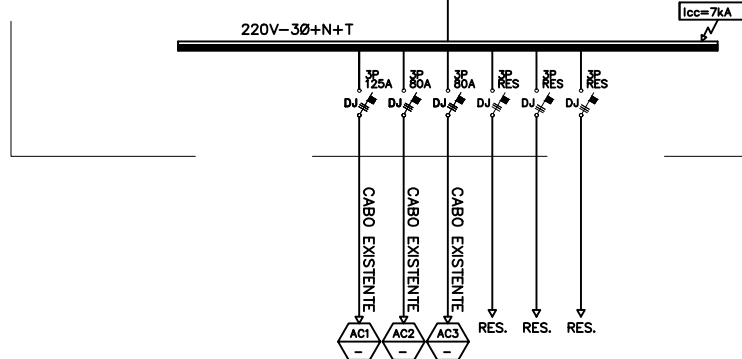 Icc=7kA
220V-3Ø+N+T
3P 3P 3P 3P 3P 3P
125A 80A 80A RES RES RES
DJ DJ DJ DJ DJ DJ
CABO EXISTENTE
CABO EXISTENTE
CABO EXISTENTE
AC1 AC2 AC3 RES. RES. RES.
- - -